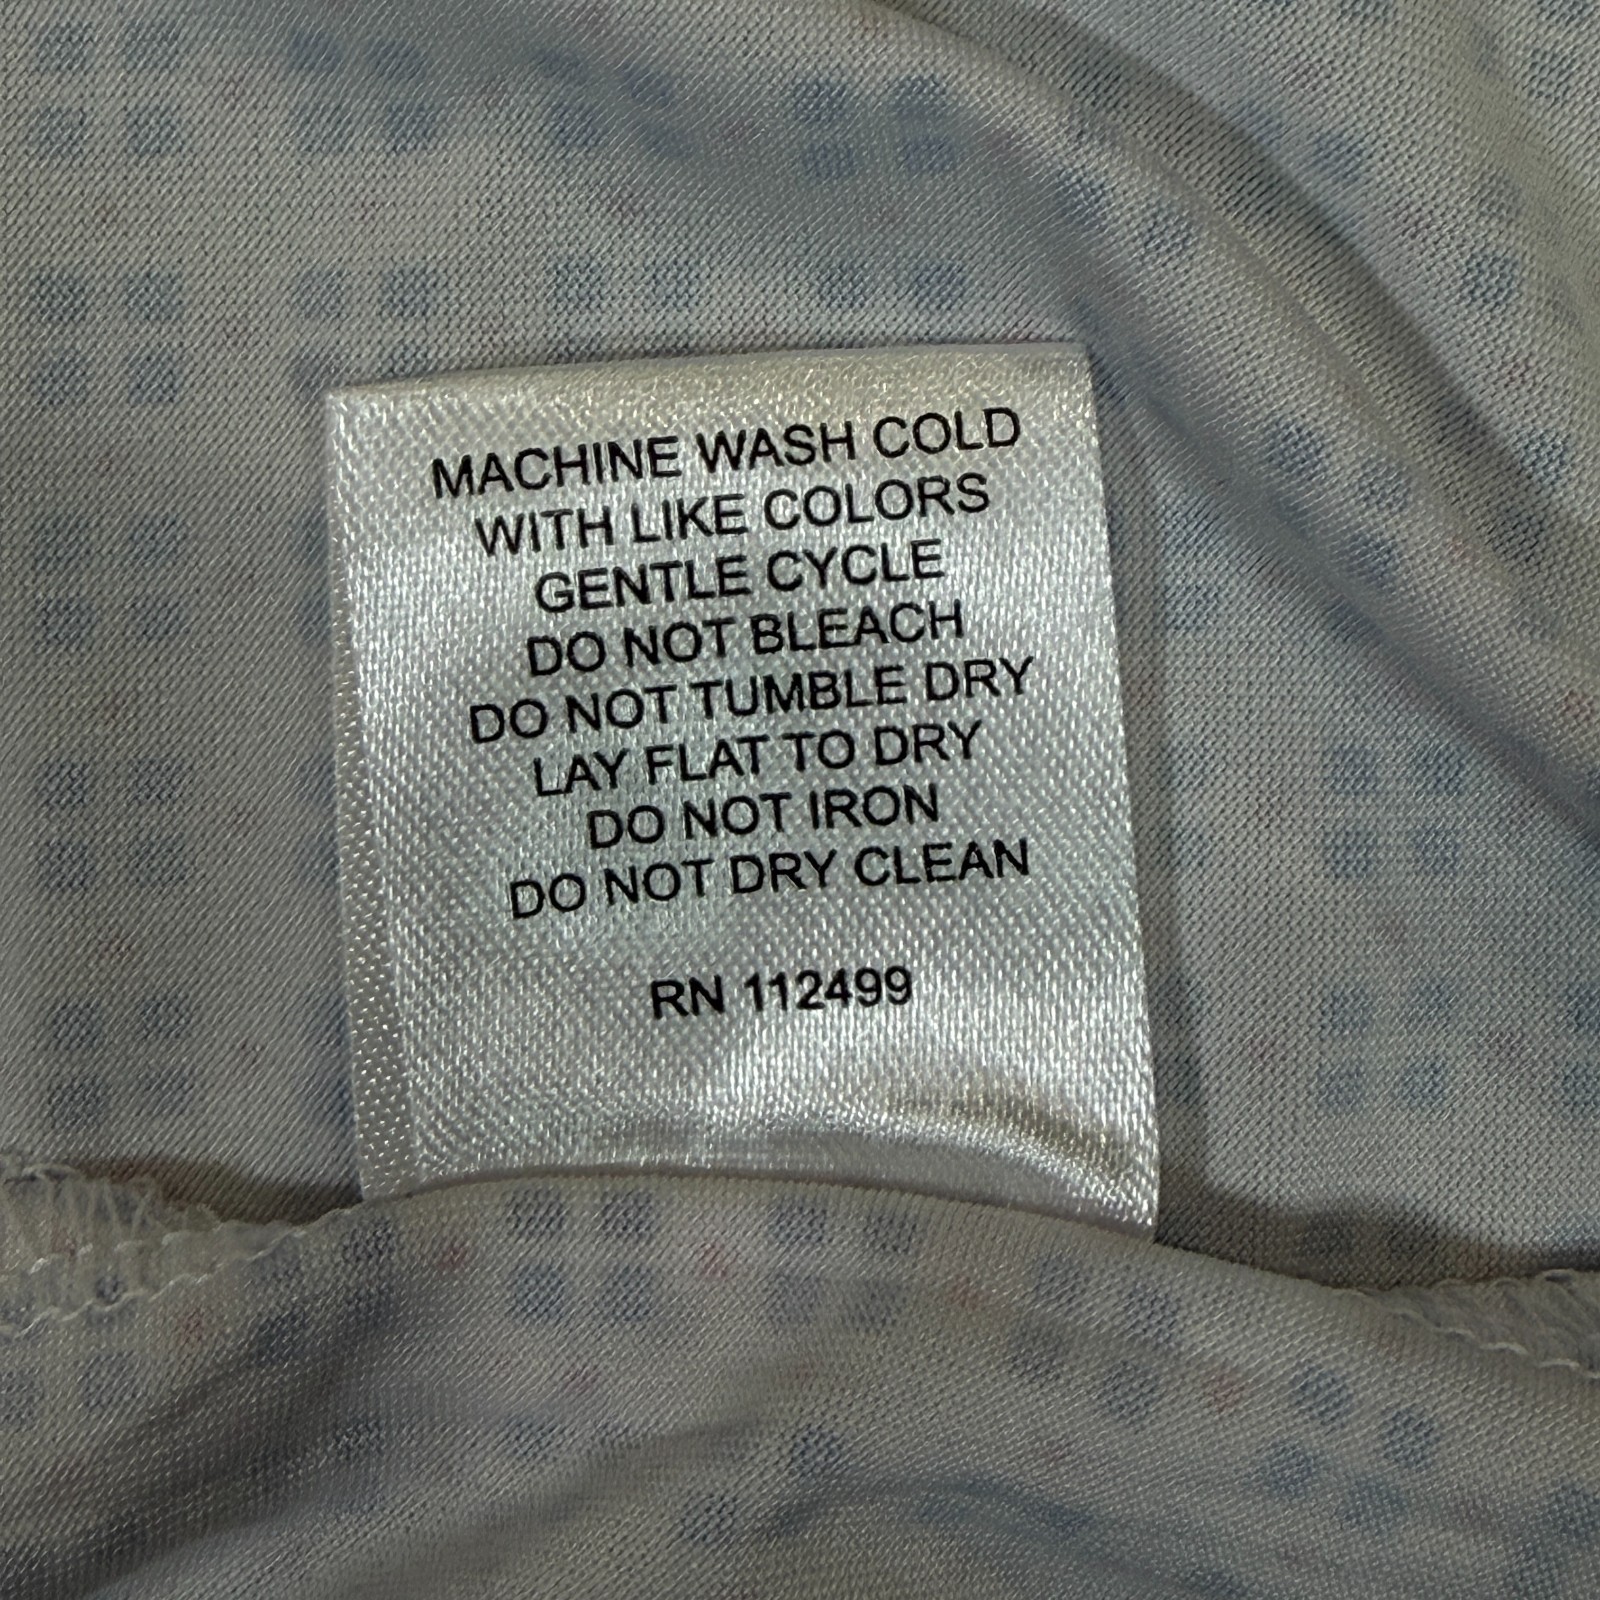 MACHINE WASH COLD
WITH LIKE COLORS
GENTLE CYCLE
DO NOT BLEACH
DO NOT TUMBLE DRY
LAY FLAT TO DRY
DO NOT IRON
DO NOT DRY CLEAN
RN 112499